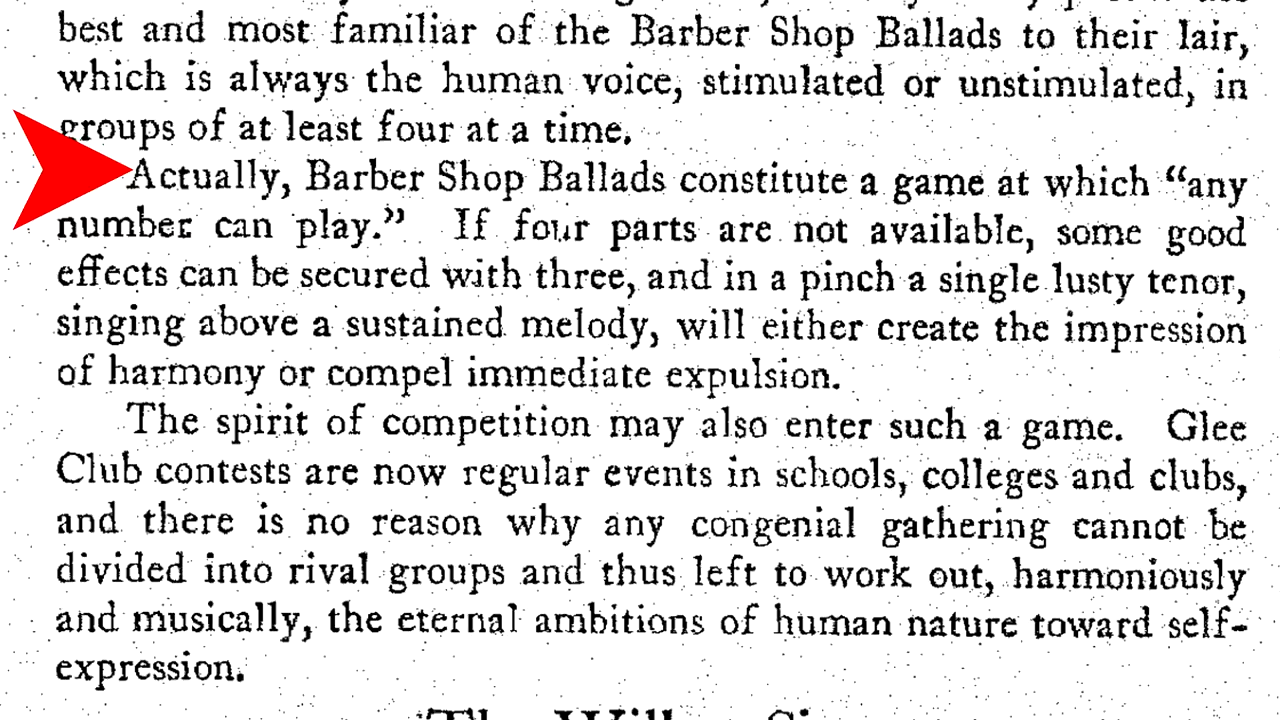 best and most familiar of the Barber Shop Ballads to their lair,
which is always the human voice, stimulated or unstimulated, in
groups of at least four at a time.
Actually, Barber Shop Ballads constitute a game at which “any
number can play.” If four parts are not available, some good
effects can be secured with three, and in a pinch a single lusty tenor,
singing above a sustained melody, will either create the impression
of harmony or compel immediate expulsion.
The spirit of competition may also enter such a game. Glee
Club contests are now regular events in schools, colleges and clubs,
and there is no reason why any congenial gathering cannot be
divided into rival groups and thus left to work out, harmoniously
and musically, the eternal ambitions of human nature toward self-
expression.